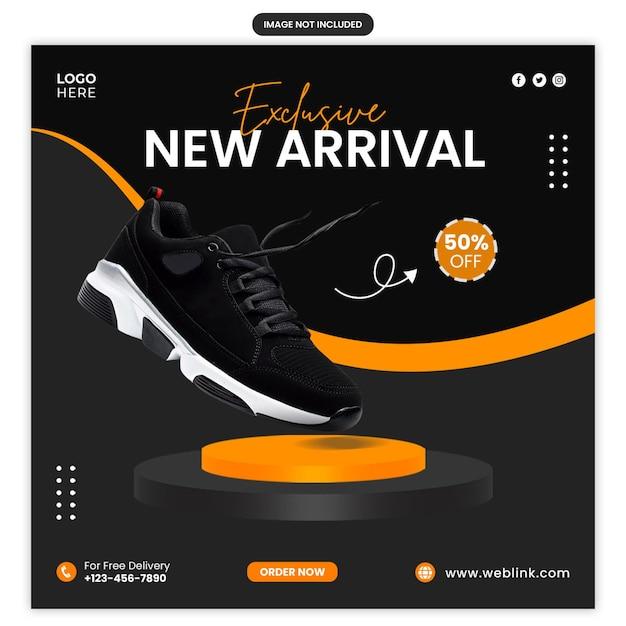 IMAGE NOT INCLUDED
LOGO
HERE
Exclusive
NEW ARRIVAL
50%
OFF
For Free Delivery
+123-456-7890
ORDER NOW
www.weblink.com